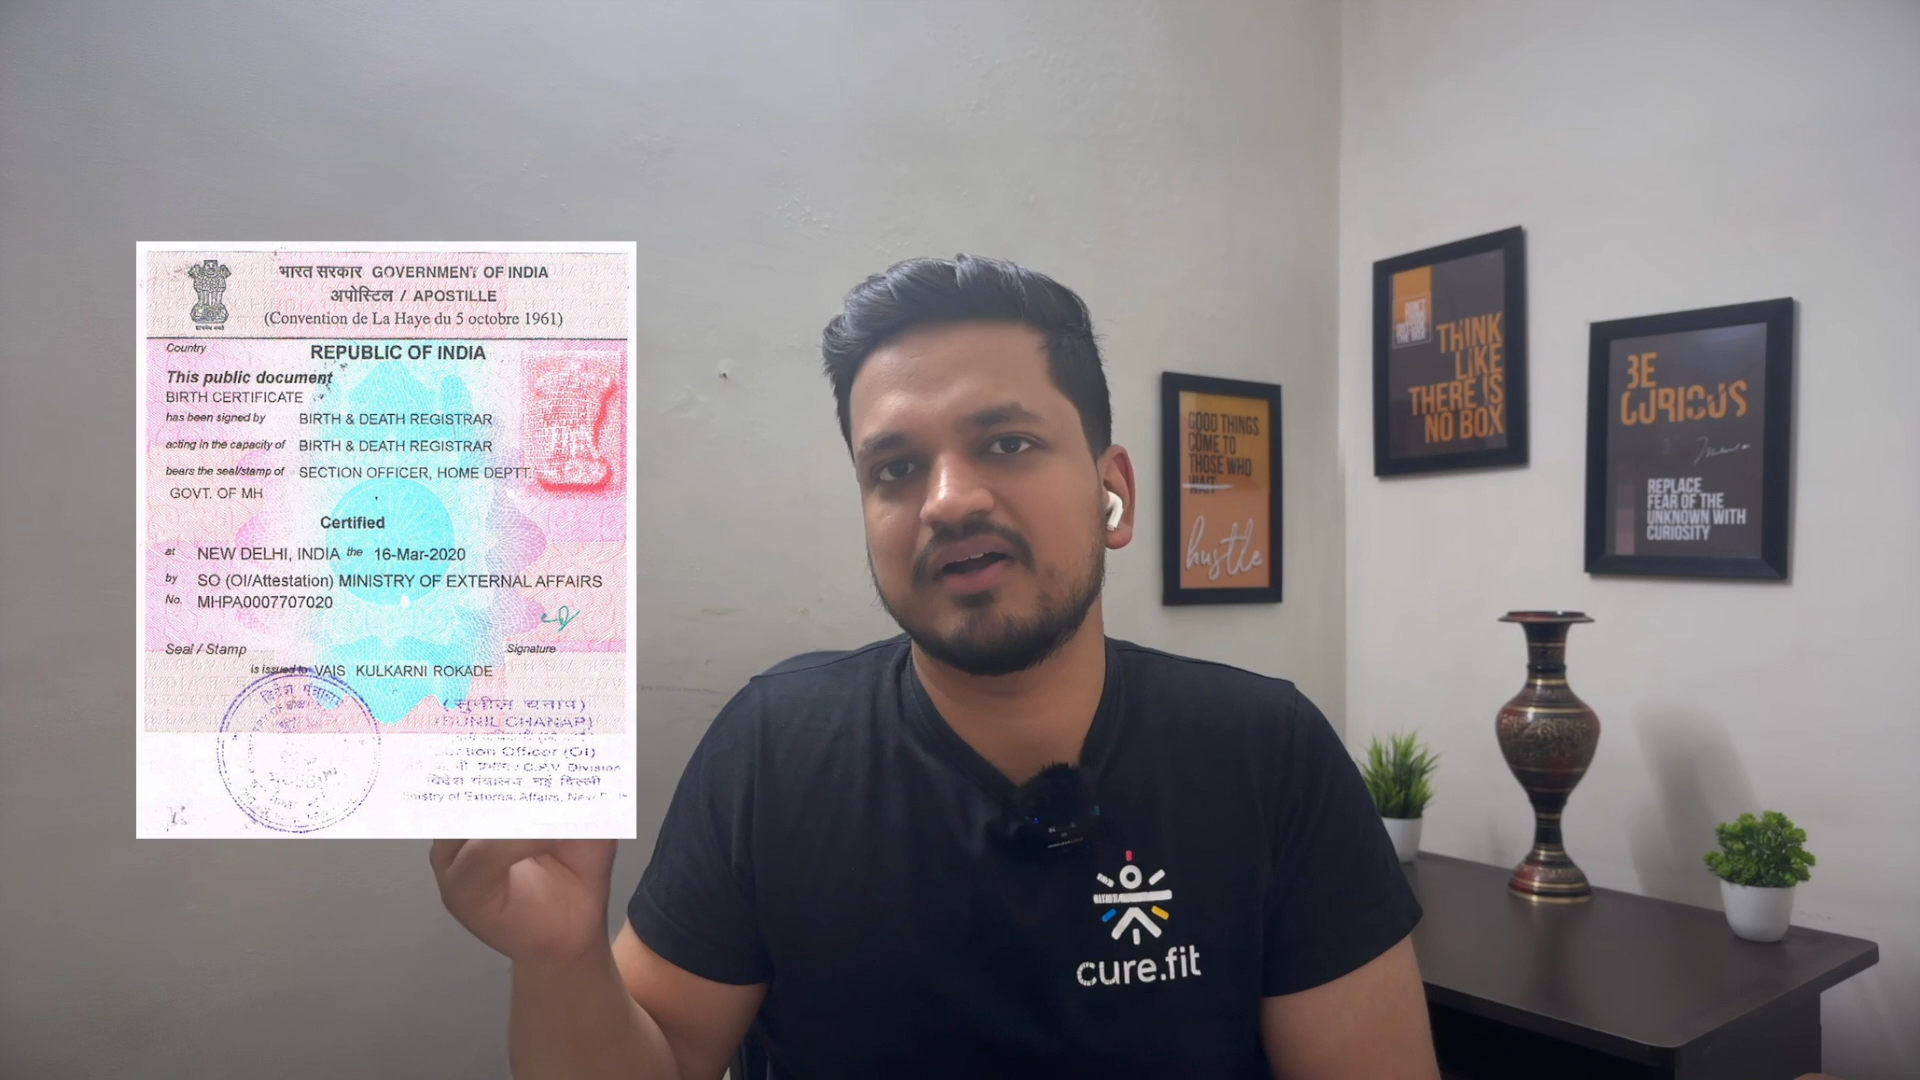 भारत सरकार GOVERNMENT OF INDIA
अपोस्टिल / APOSTILLE
(Convention de La Haye du 5 octobre 1961)
Country REPUBLIC OF INDIA
This public document
BIRTH CERTIFICATE
has been signed by BIRTH & DEATH REGISTRAR
acting in the capacity of BIRTH & DEATH REGISTRAR
bears the seal/stamp of SECTION OFFICER, HOME DEPTT.
GOVT. OF MH
Certified
at NEW DELHI, INDIA the 16-Mar-2020
by SO (OI/Attestation) MINISTRY OF EXTERNAL AFFAIRS
No. MHPA0007707020
Seal / Stamp
Signature
is issued to VAIS KULKARNI ROKADE
(SUNIL CHANAP)
Officer (OI)
C.P.V. Division
नई दिल्ली
of External Affairs,
GOOD THINGS
COME TO
THOSE WHO
WAIT
hustle
THINK
LIKE
THERE IS
NO BOX
BE
CURIOUS
REPLACE
FEAR OF THE
UNKNOWN WITH
CURIOSITY
cure.fit